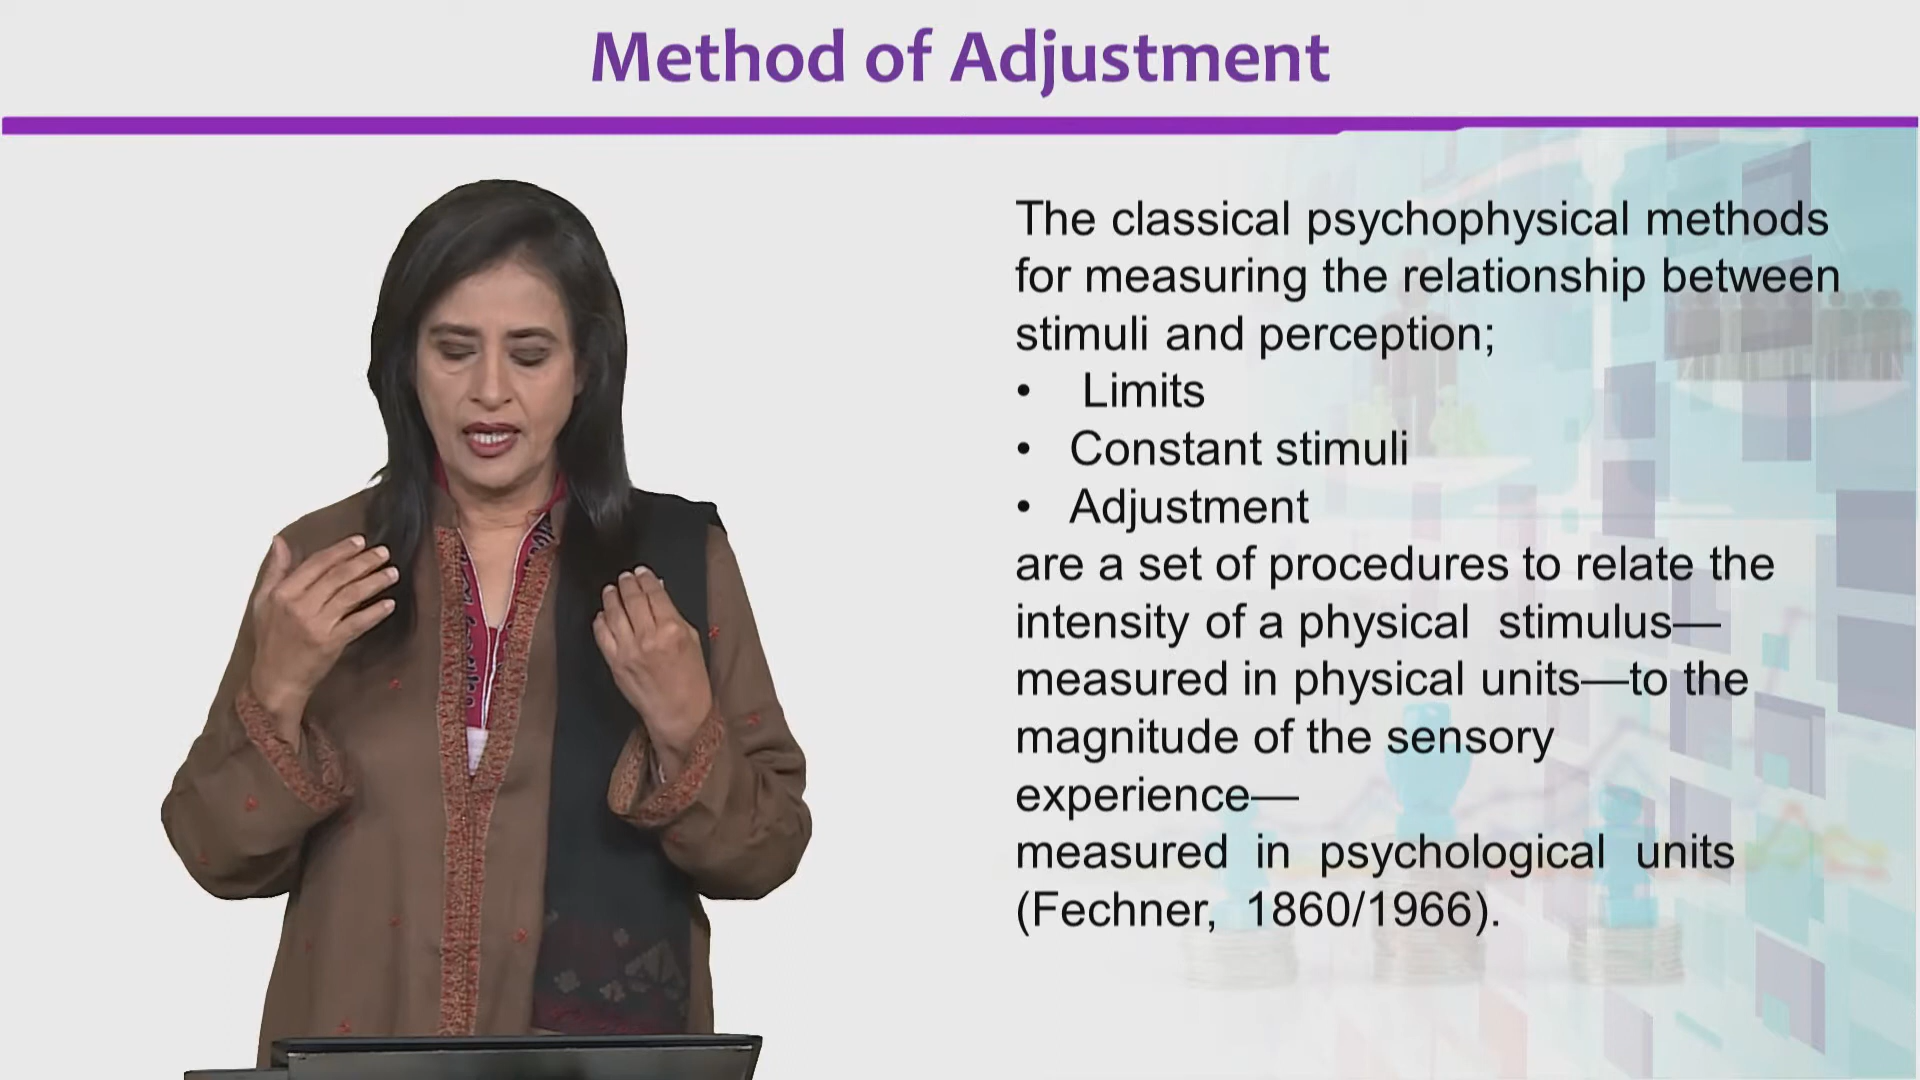 Method of Adjustment
The classical psychophysical methods
for measuring the relationship between
stimuli and perception;
• Limits
• Constant stimuli
• Adjustment
are a set of procedures to relate the
intensity of a physical stimulus—
measured in physical units—to the
magnitude of the sensory
experience—
measured in psychological units
(Fechner, 1860/1966).